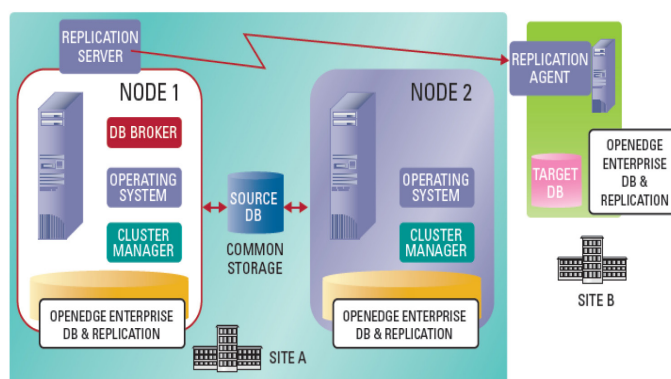 REPLICATION
SERVER
NODE 1
DB BROKER
OPERATING
SYSTEM
CLUSTER
MANAGER
OPENEDGE ENTERPRISE
DB & REPLICATION
SOURCE
DB
COMMON
STORAGE
NODE 2
OPERATING
SYSTEM
CLUSTER
MANAGER
OPENEDGE ENTERPRISE
DB & REPLICATION
SITE A
REPLICATION
AGENT
TARGET
DB
OPENEDGE
ENTERPRISE
DB &
REPLICATION
SITE B